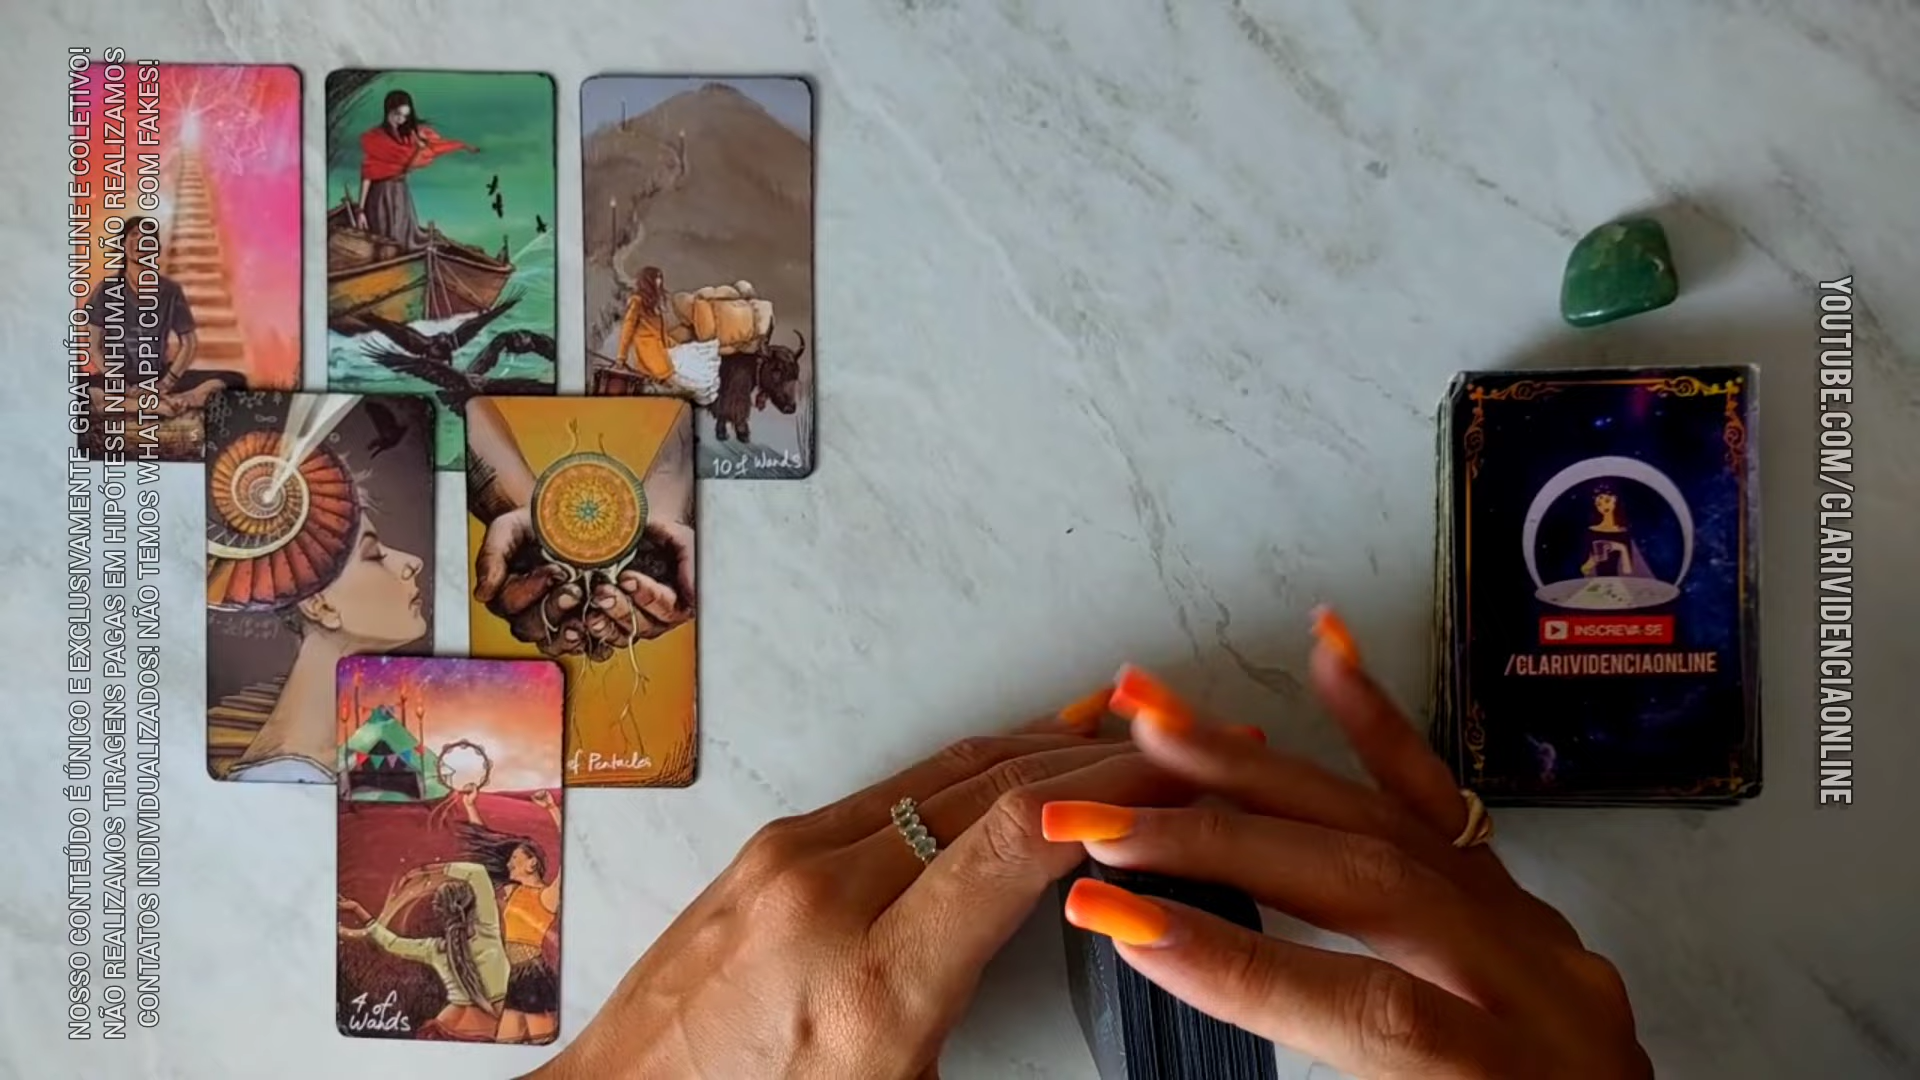 NOSSO CONTEÚDO É ÚNICO E EXCLUSIVAMENTE GRATUÍTO, ONLINE E COLETIVO!
NÃO REALIZAMOS TIRAGENS PAGAS EM HIPÓTESE NENHUMA! NÃO REALIZAMOS
CONTATOS INDIVIDUALIZADOS! NÃO TEMOS WHATSAPP! CUIDADO COM FAKES!
10 of Wands
of Pentacles
4 of
Wands
INSCREVA-SE
/CLARIVIDENCIAONLINE
YOUTUBE.COM/CLARIVIDENCIAONLINE